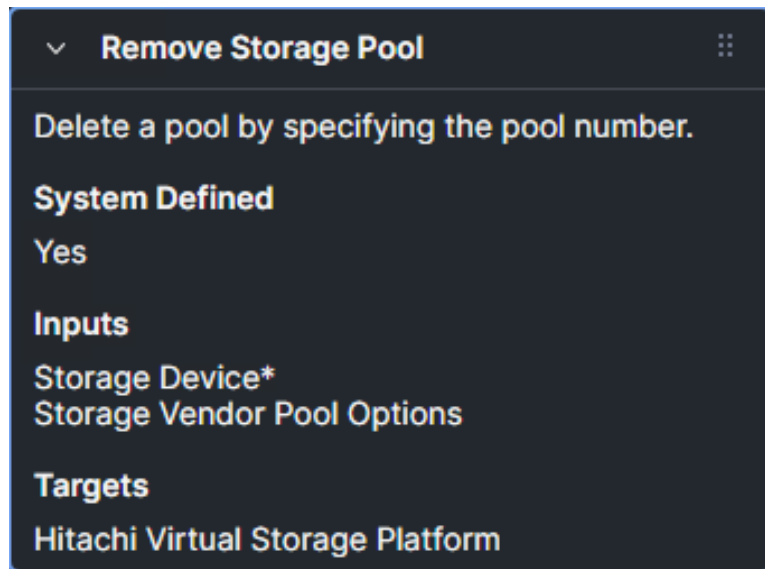 Remove Storage Pool
Delete a pool by specifying the pool number.
System Defined
Yes
Inputs
Storage Device*
Storage Vendor Pool Options
Targets
Hitachi Virtual Storage Platform